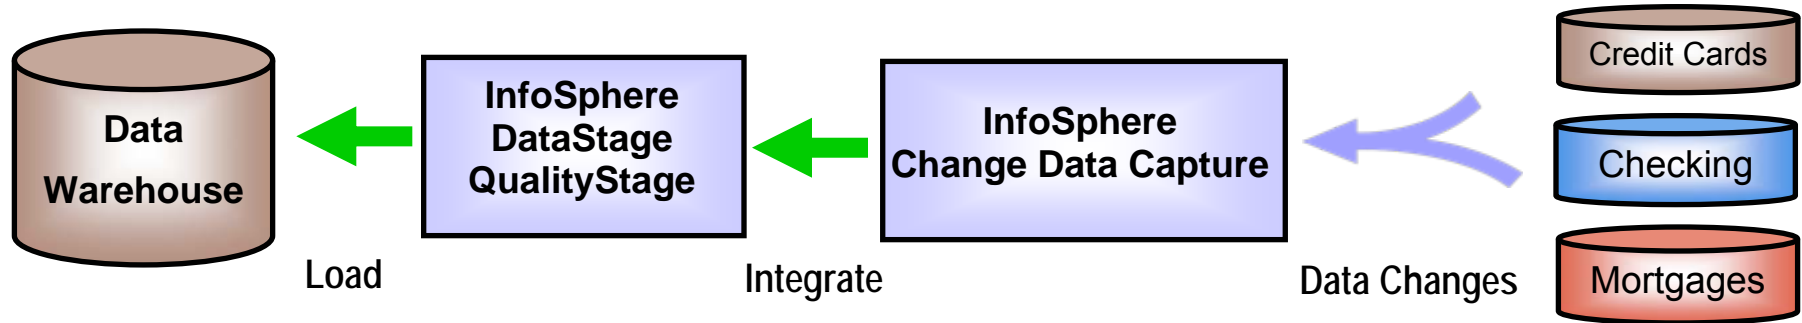 Data
Warehouse
Load
InfoSphere
DataStage
QualityStage
Integrate
InfoSphere
Change Data Capture
Data Changes
Credit Cards
Checking
Mortgages